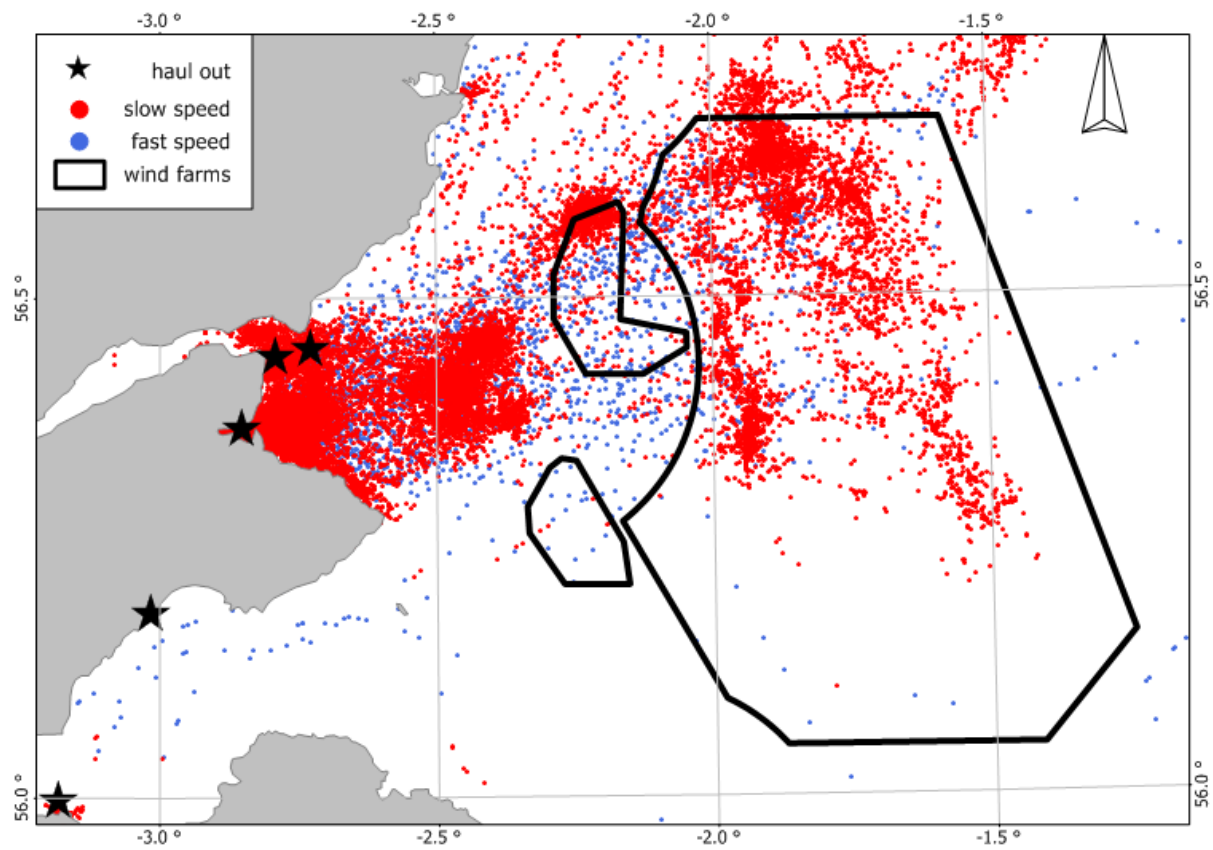 -3.0 ° -2.5 ° -2.0 ° -1.5 °
haul out
slow speed
fast speed
wind farms
56.5 ° 56.5 °
56.0 ° 56.0 °
-3.0 ° -2.5 ° -2.0 ° -1.5 °